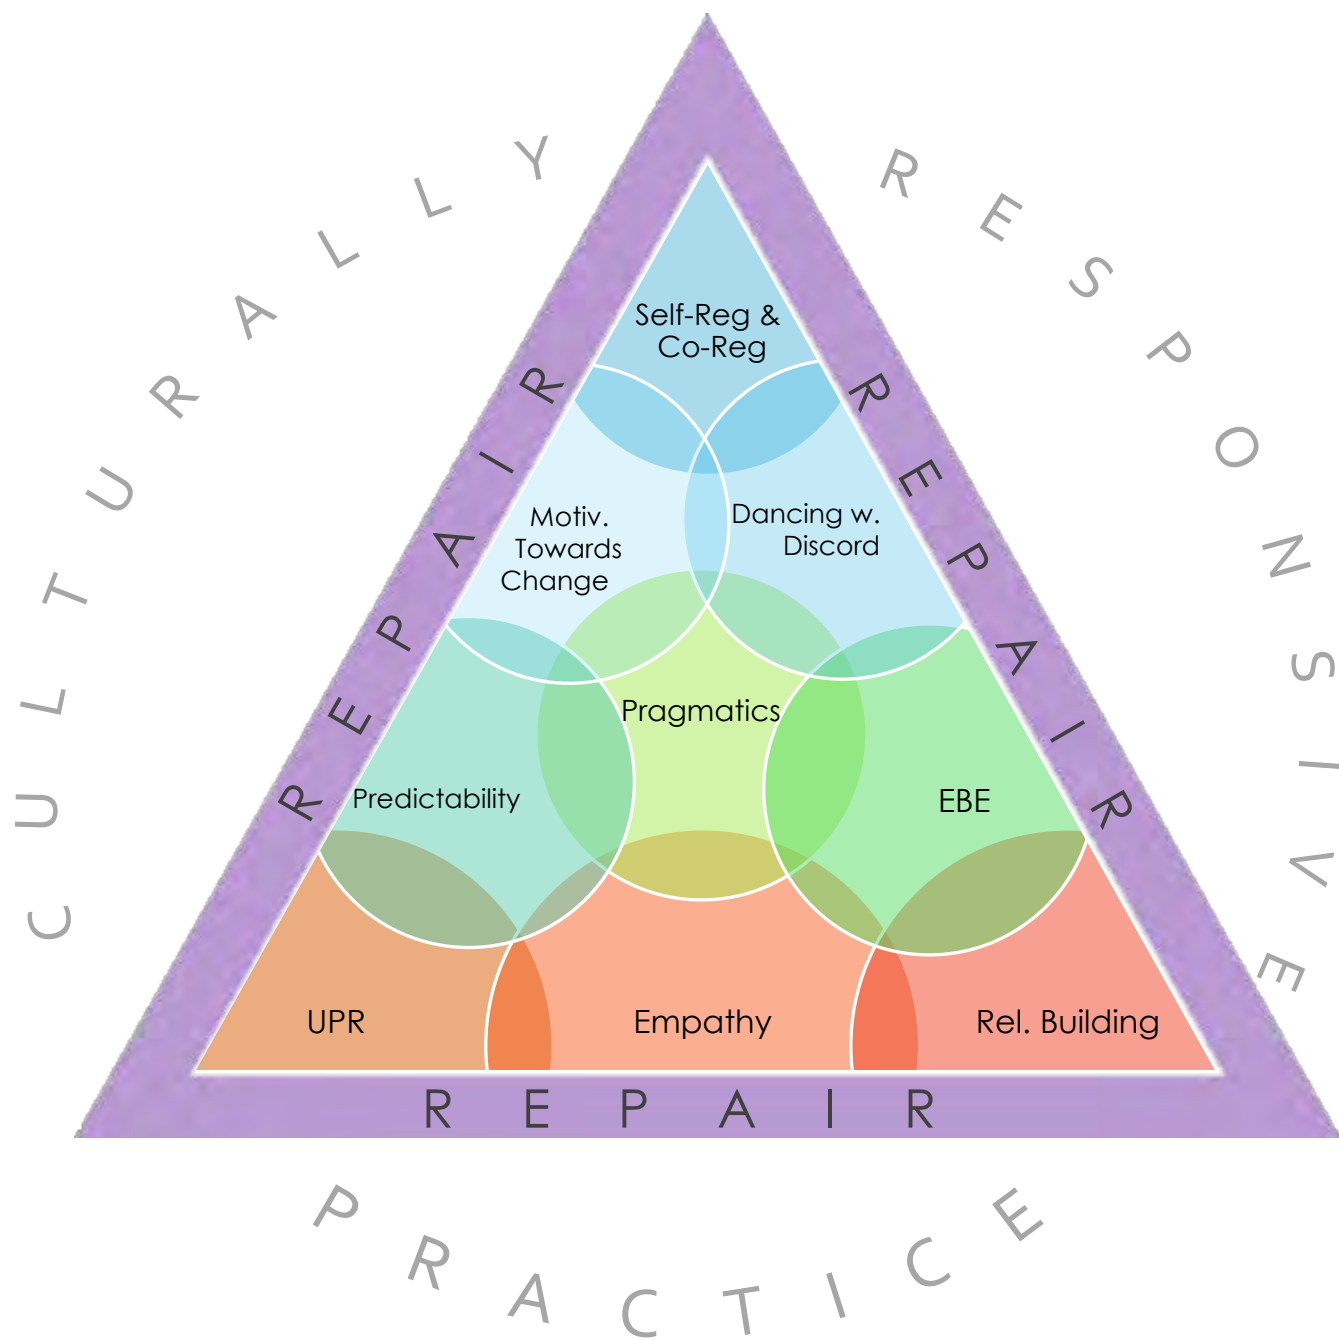 CULTURALLY
RESPONSIVE
REPAIR
REPAIR
Self-Reg &
Co-Reg
Motiv.
Towards
Change
Dancing w.
Discord
Pragmatics
Predictability
EBE
UPR
Empathy
Rel. Building
REPAIR
PRACTICE